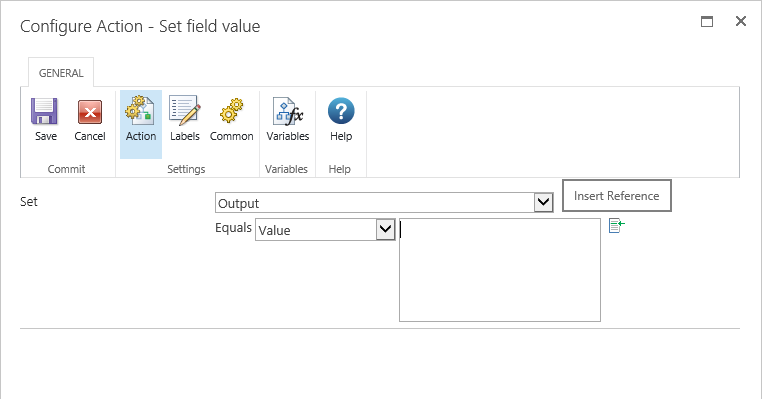 Configure Action - Set field value
GENERAL
Save
Cancel
Action
Labels
Common
Variables
Help
Commit
Settings
Variables
Help
Set
Output
Insert Reference
Equals
Value